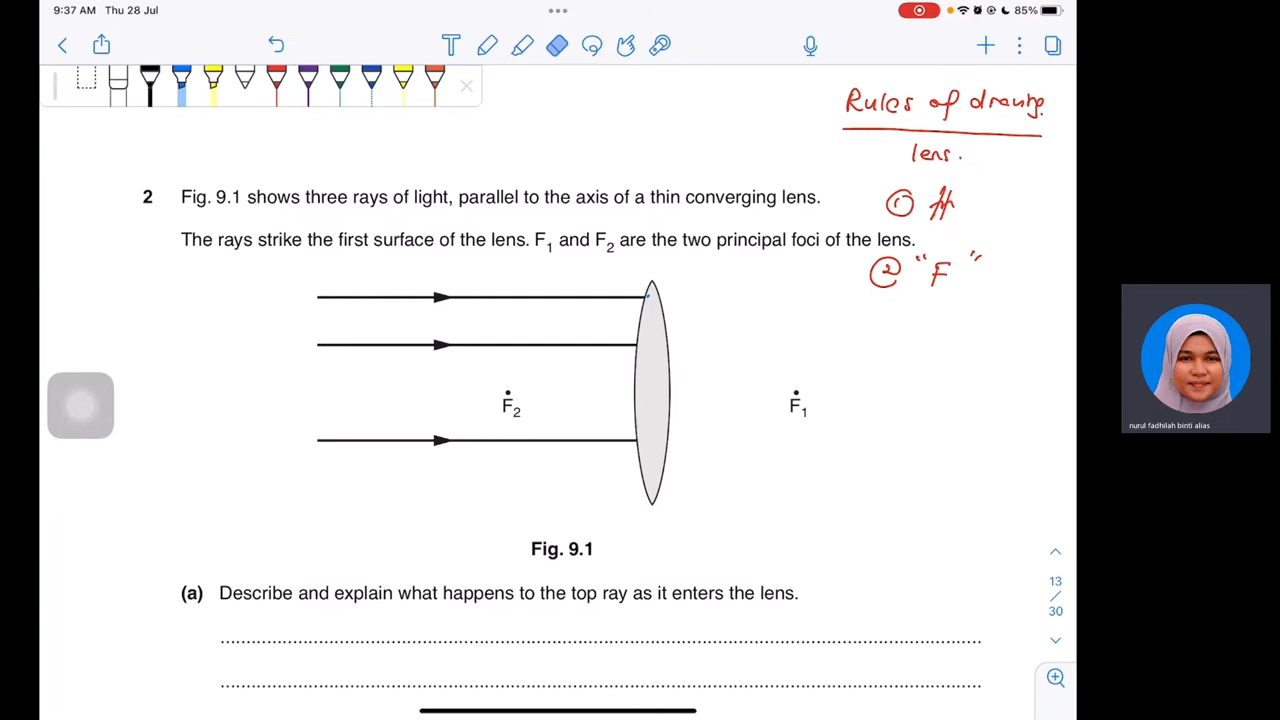 9:37 AM Thu 28 Jul
85%
Rules of drawing
lens.
① //
2 Fig. 9.1 shows three rays of light, parallel to the axis of a thin converging lens.
The rays strike the first surface of the lens. F1 and F2 are the two principal foci of the lens.
② "F"
F2
F1
Fig. 9.1
(a) Describe and explain what happens to the top ray as it enters the lens.
13
/
30
nurul fadhilah binti alias